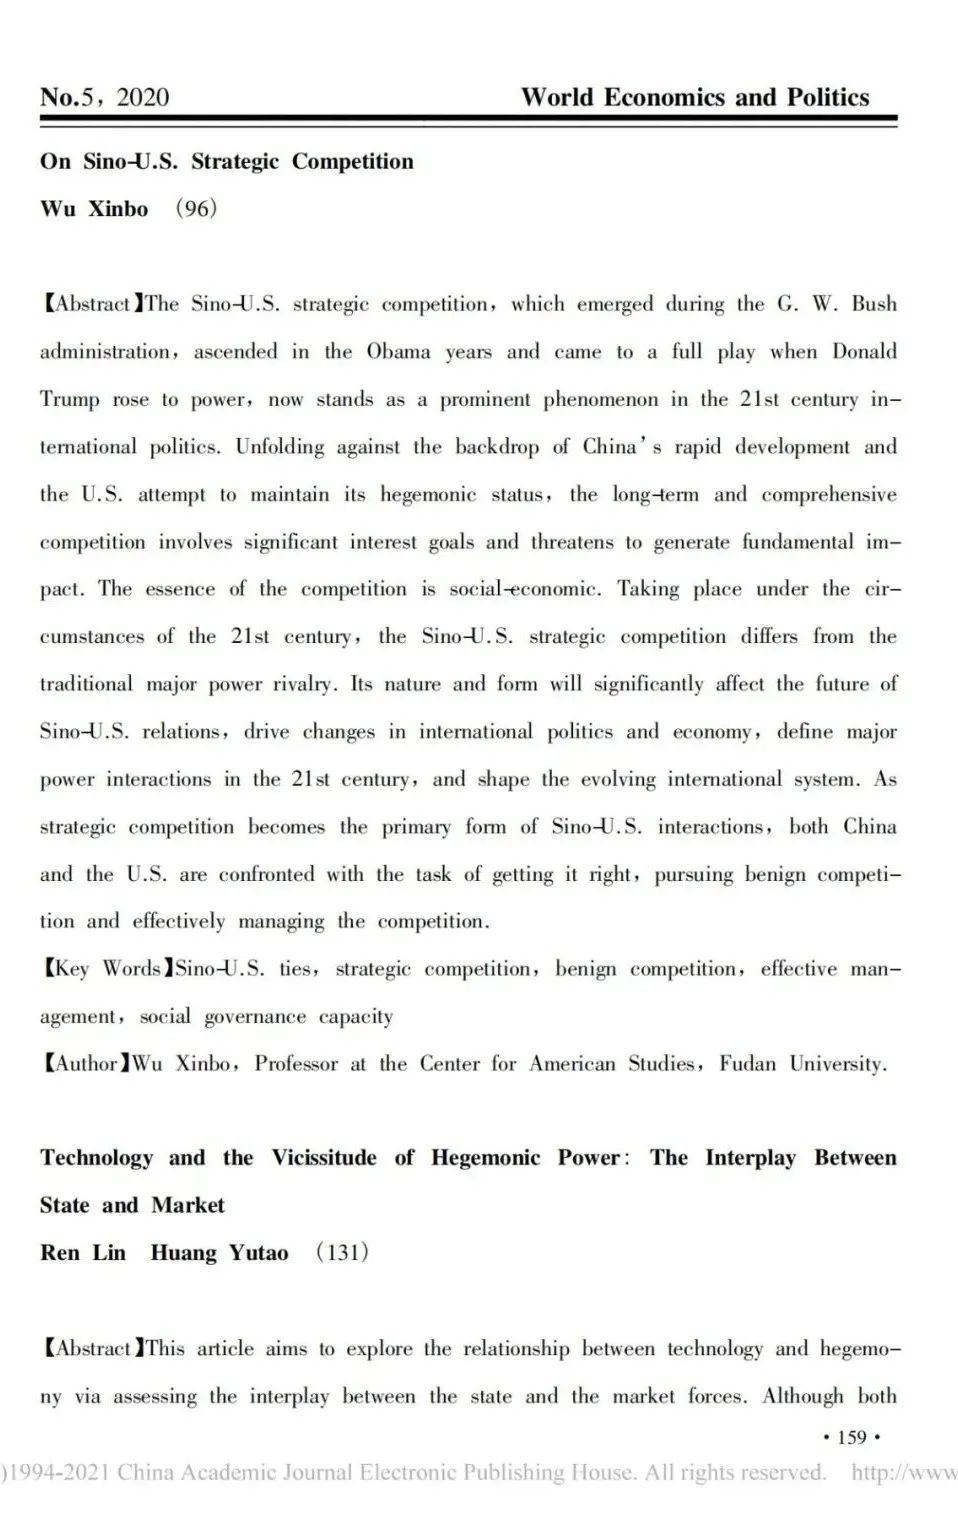 No.5，2020 World Economics and Politics
On Sino-U.S. Strategic Competition
Wu Xinbo （96）
【Abstract】The Sino-U.S. strategic competition，which emerged during the G. W. Bush
administration，ascended in the Obama years and came to a full play when Donald
Trump rose to power，now stands as a prominent phenomenon in the 21st century in-
ternational politics. Unfolding against the backdrop of China’s rapid development and
the U.S. attempt to maintain its hegemonic status，the long-term and comprehensive
competition involves significant interest goals and threatens to generate fundamental im-
pact. The essence of the competition is social-economic. Taking place under the cir-
cumstances of the 21st century，the Sino-U.S. strategic competition differs from the
traditional major power rivalry. Its nature and form will significantly affect the future of
Sino-U.S. relations，drive changes in international politics and economy，define major
power interactions in the 21st century，and shape the evolving international system. As
strategic competition becomes the primary form of Sino-U.S. interactions，both China
and the U.S. are confronted with the task of getting it right，pursuing benign competi-
tion and effectively managing the competition.
【Key Words】Sino-U.S. ties，strategic competition，benign competition，effective man-
agement，social governance capacity
【Author】Wu Xinbo，Professor at the Center for American Studies，Fudan University.
Technology and the Vicissitude of Hegemonic Power：The Interplay Between
State and Market
Ren Lin Huang Yutao （131）
【Abstract】This article aims to explore the relationship between technology and hegemo-
ny via assessing the interplay between the state and the market forces. Although both
·159·
)1994-2021 China Academic Journal Electronic Publishing House. All rights reserved. http://www